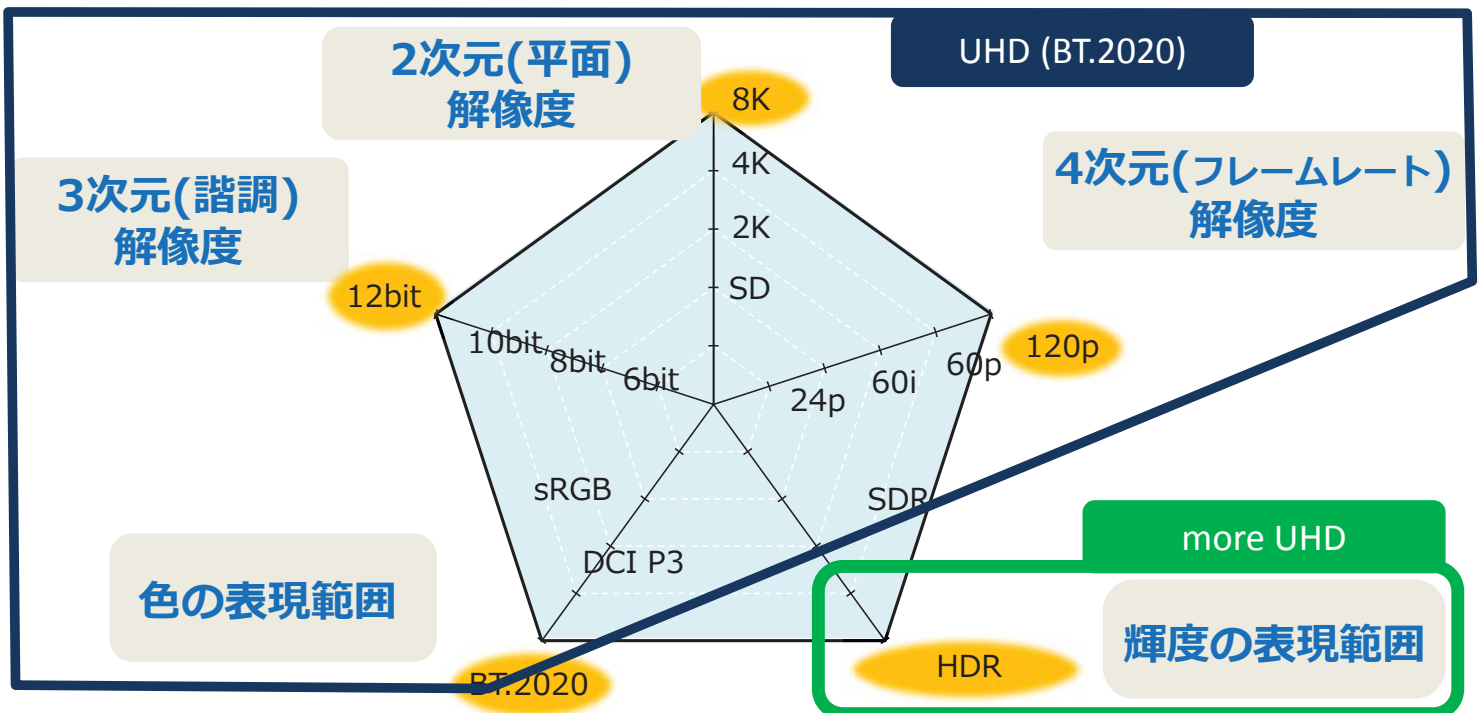 UHD (BT.2020)
2次元(平面)
解像度
8K
4K
2K
SD
4次元(フレームレート)
解像度
3次元(諧調)
解像度
12bit
10bit
8bit
6bit
120p
60p
60i
24p
sRGB
DCI P3
BT.2020
色の表現範囲
SDR
HDR
more UHD
輝度の表現範囲